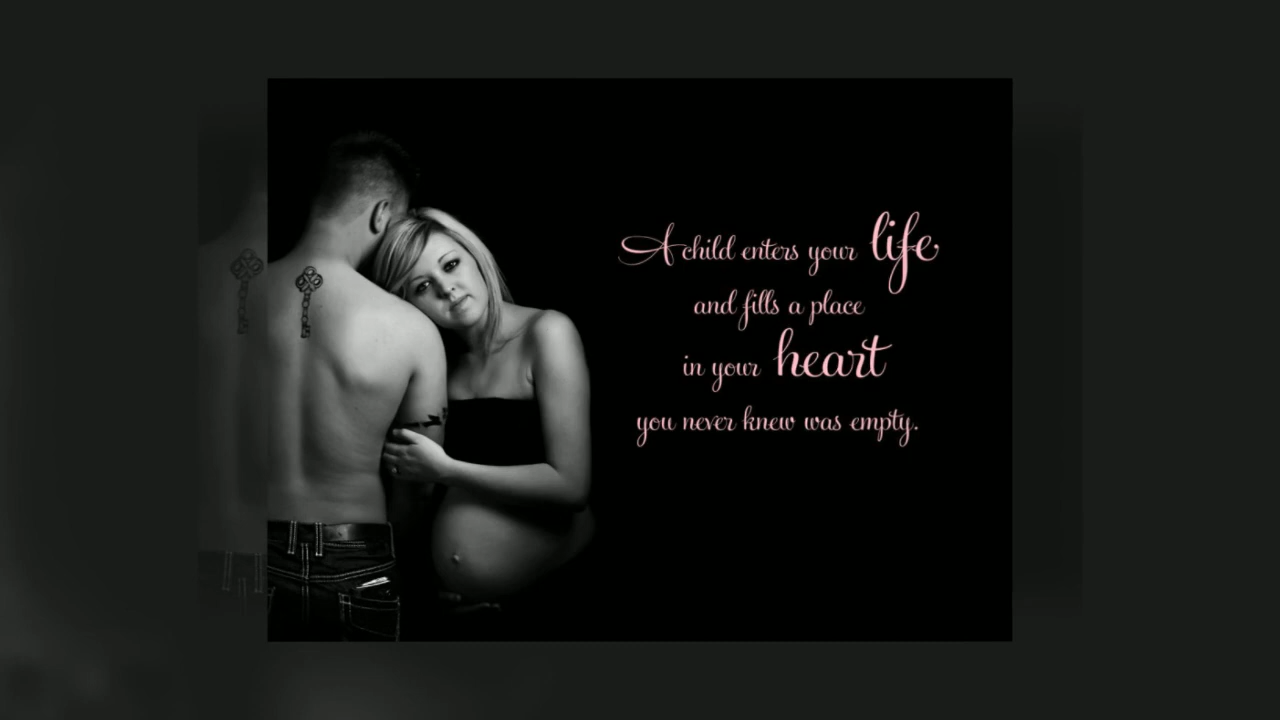 A child enters your life
and fills a place
in your heart
you never knew was empty.